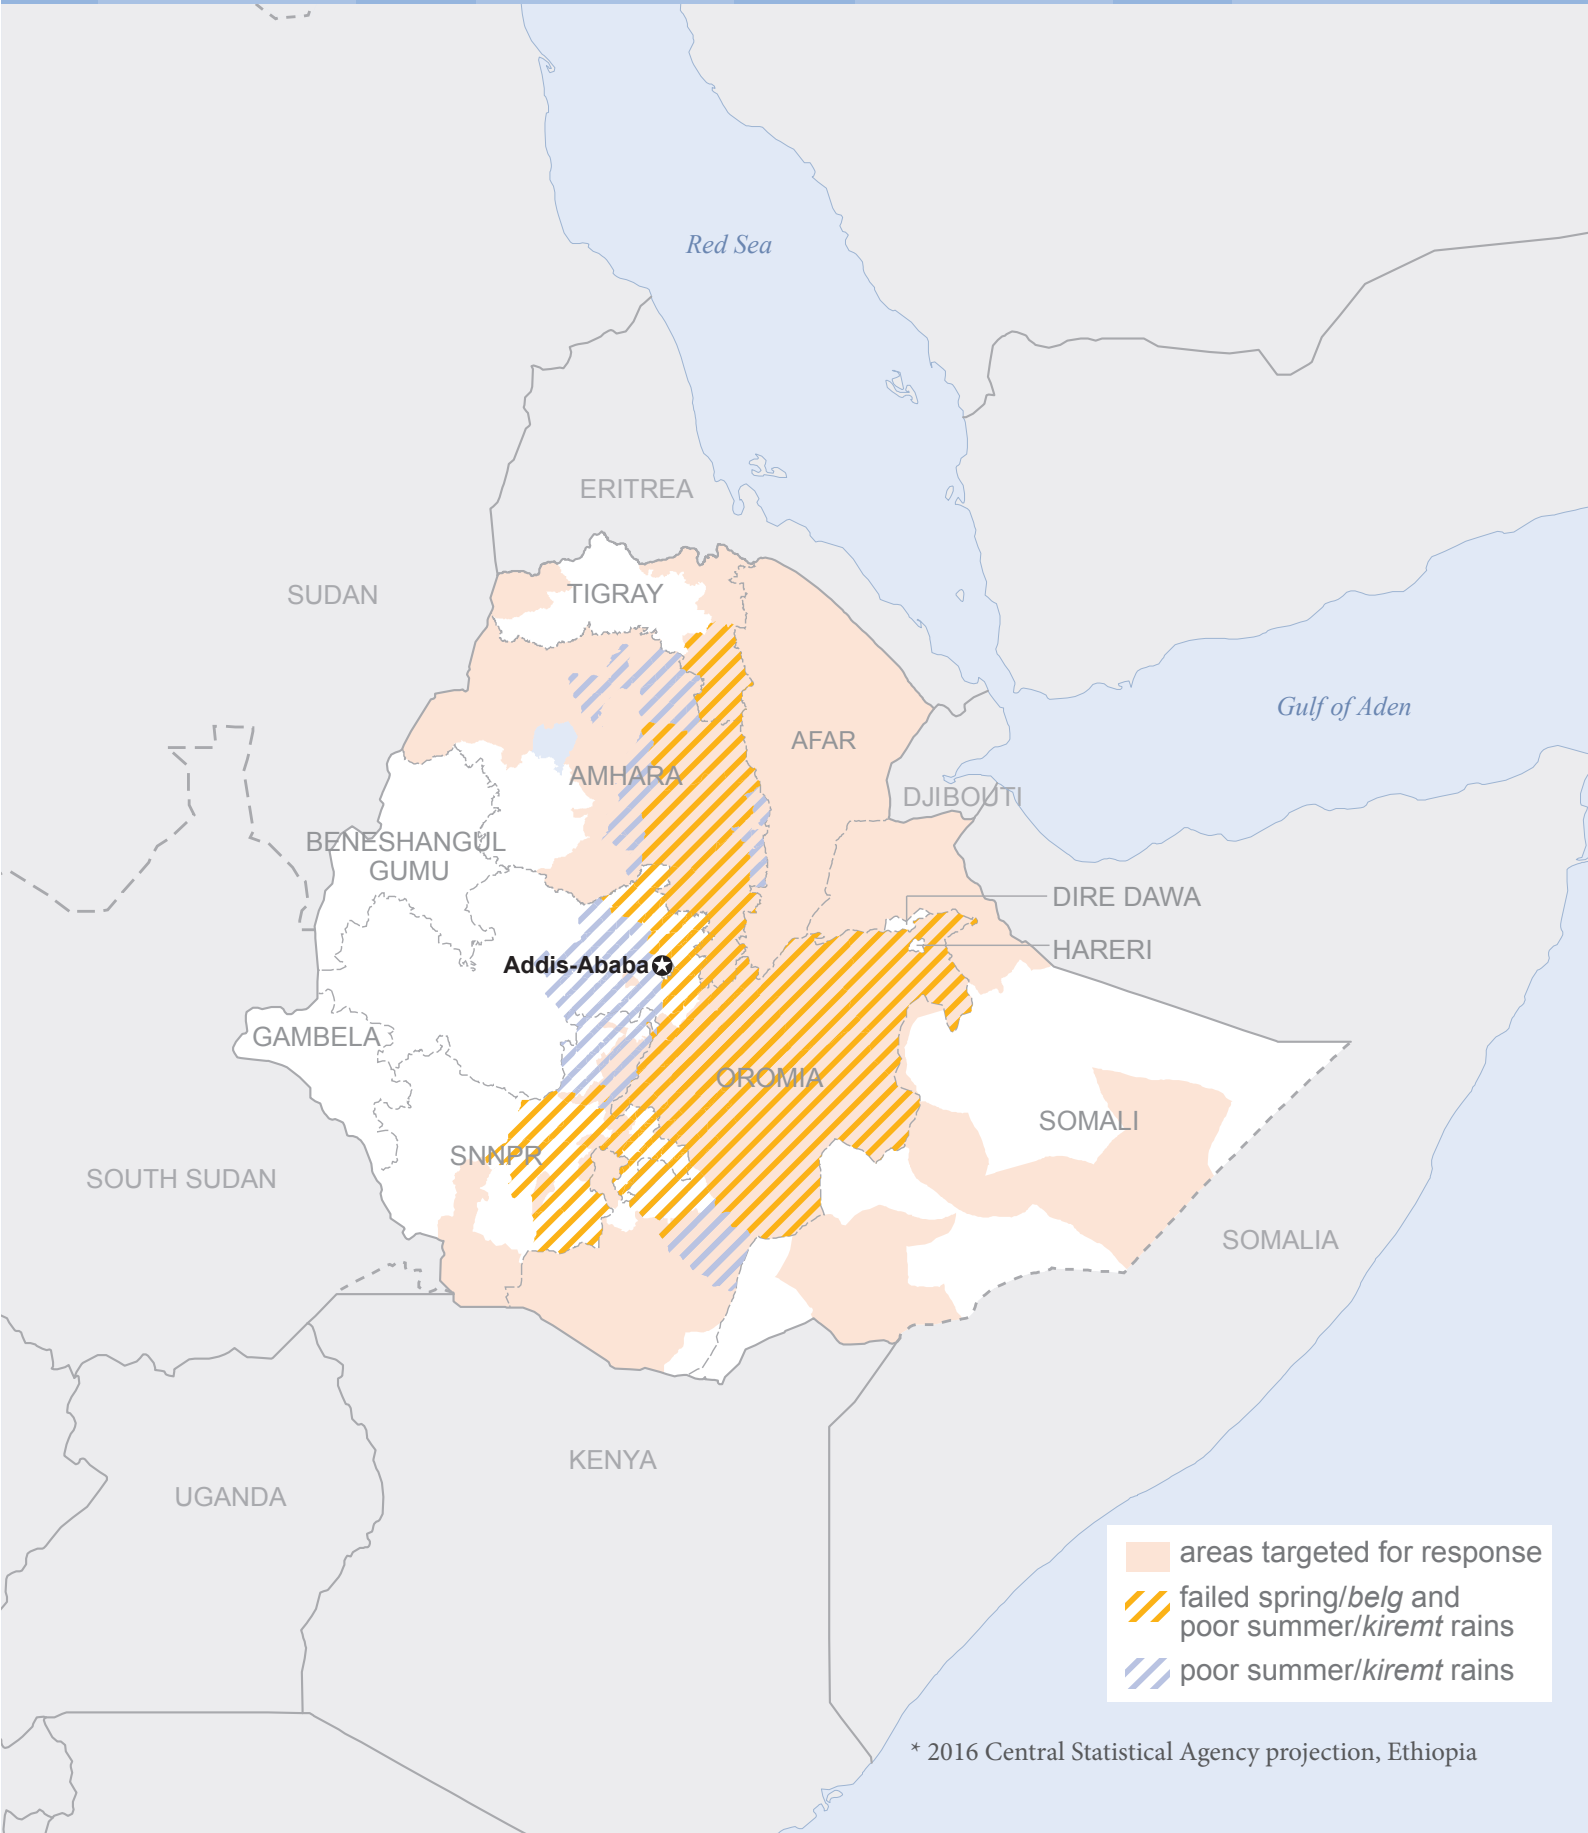 Red Sea
ERITREA
SUDAN
TIGRAY
Gulf of Aden
AFAR
AMHARA
DJIBOUTI
BENESHANGUL
GUMU
DIRE DAWA
HARERI
Addis-Ababa
GAMBELA
OROMIA
SOMALI
SNNPR
SOUTH SUDAN
SOMALIA
KENYA
UGANDA
areas targeted for response
failed spring/belg and
poor summer/kiremt rains
poor summer/kiremt rains
* 2016 Central Statistical Agency projection, Ethiopia